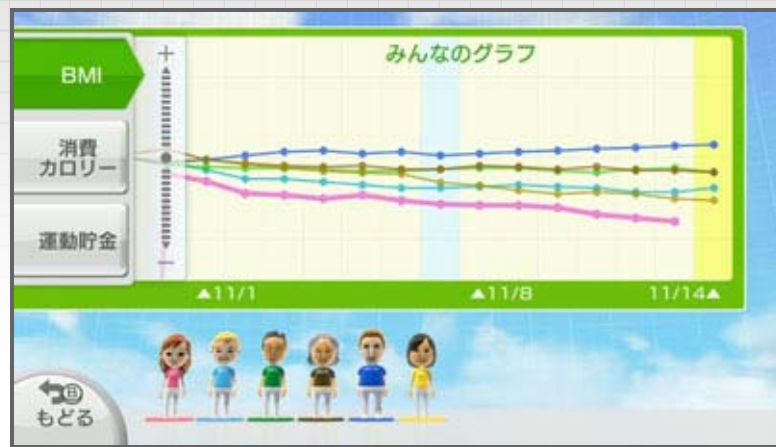 みんなのグラフ
BMI
消費
カロリー
運動貯金
+
−
▲11/1
▲11/8
11/14▲
B
もどる